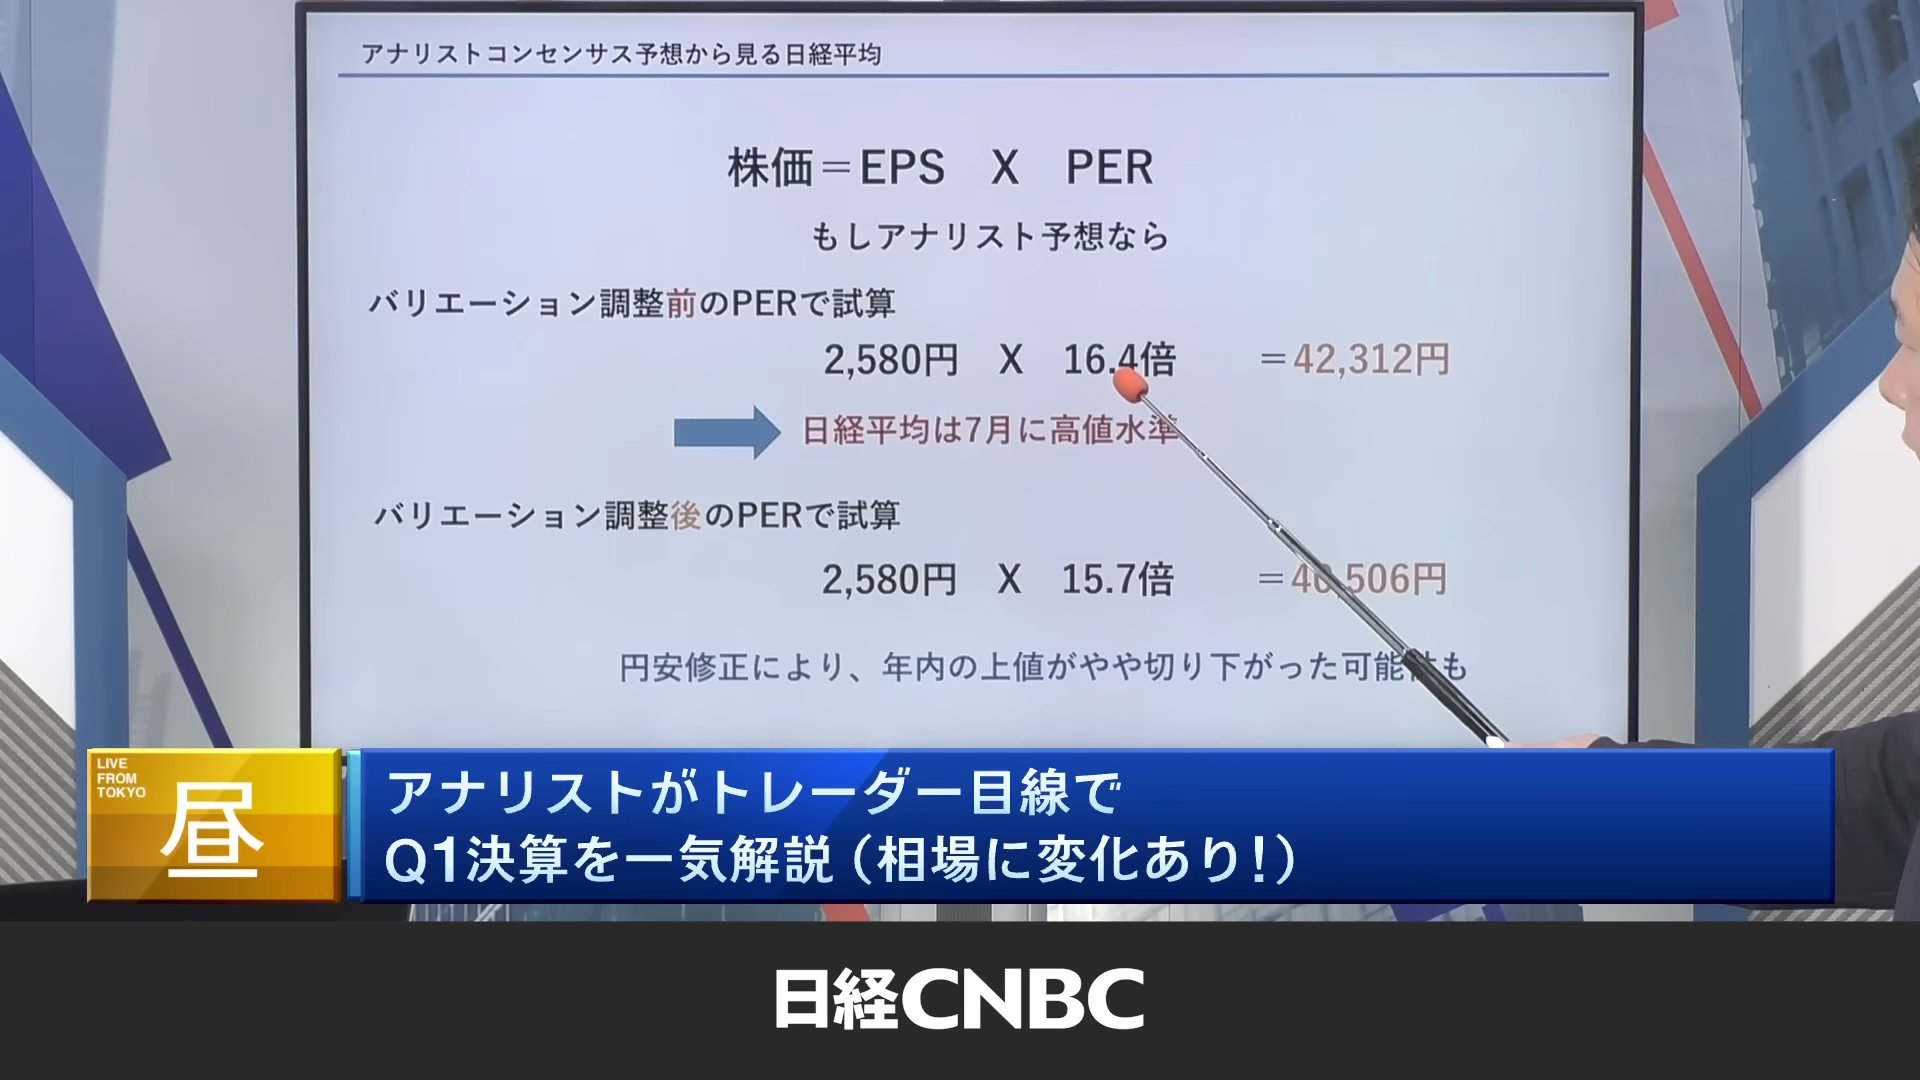 アナリストコンセンサス予想から見る日経平均
株価＝EPS X PER
もしアナリスト予想なら
バリエーション調整前のPERで試算
2,580円 X 16.4倍 ＝42,312円
日経平均は7月に高値水準
バリエーション調整後のPERで試算
2,580円 X 15.7倍 ＝40,506円
円安修正により、年内の上値がやや切り下がった可能性も
LIVE
FROM
TOKYO
昼
アナリストがトレーダー目線で
Q1決算を一気解説（相場に変化あり！）
日経CNBC